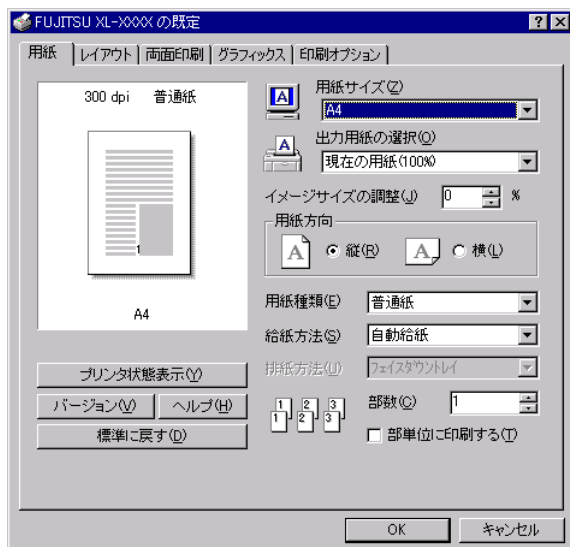 FUJITSU XL-XXXX の既定
用紙
レイアウト
両面印刷
グラフィックス
印刷オプション
300 dpi 普通紙
1
A4
用紙サイズ(Z)
A4
出力用紙の選択(O)
現在の用紙(100%)
イメージサイズの調整(J) 0 %
用紙方向
A 縦(R) A 横(L)
用紙種類(E) 普通紙
給紙方法(S) 自動給紙
排紙方法(U) フェイスダウントレイ
部数(C) 1
部単位に印刷する(T)
1 1 2 2 3 3
プリンタ状態表示(Y)
バージョン(V) ヘルプ(H)
標準に戻す(D)
OK キャンセル